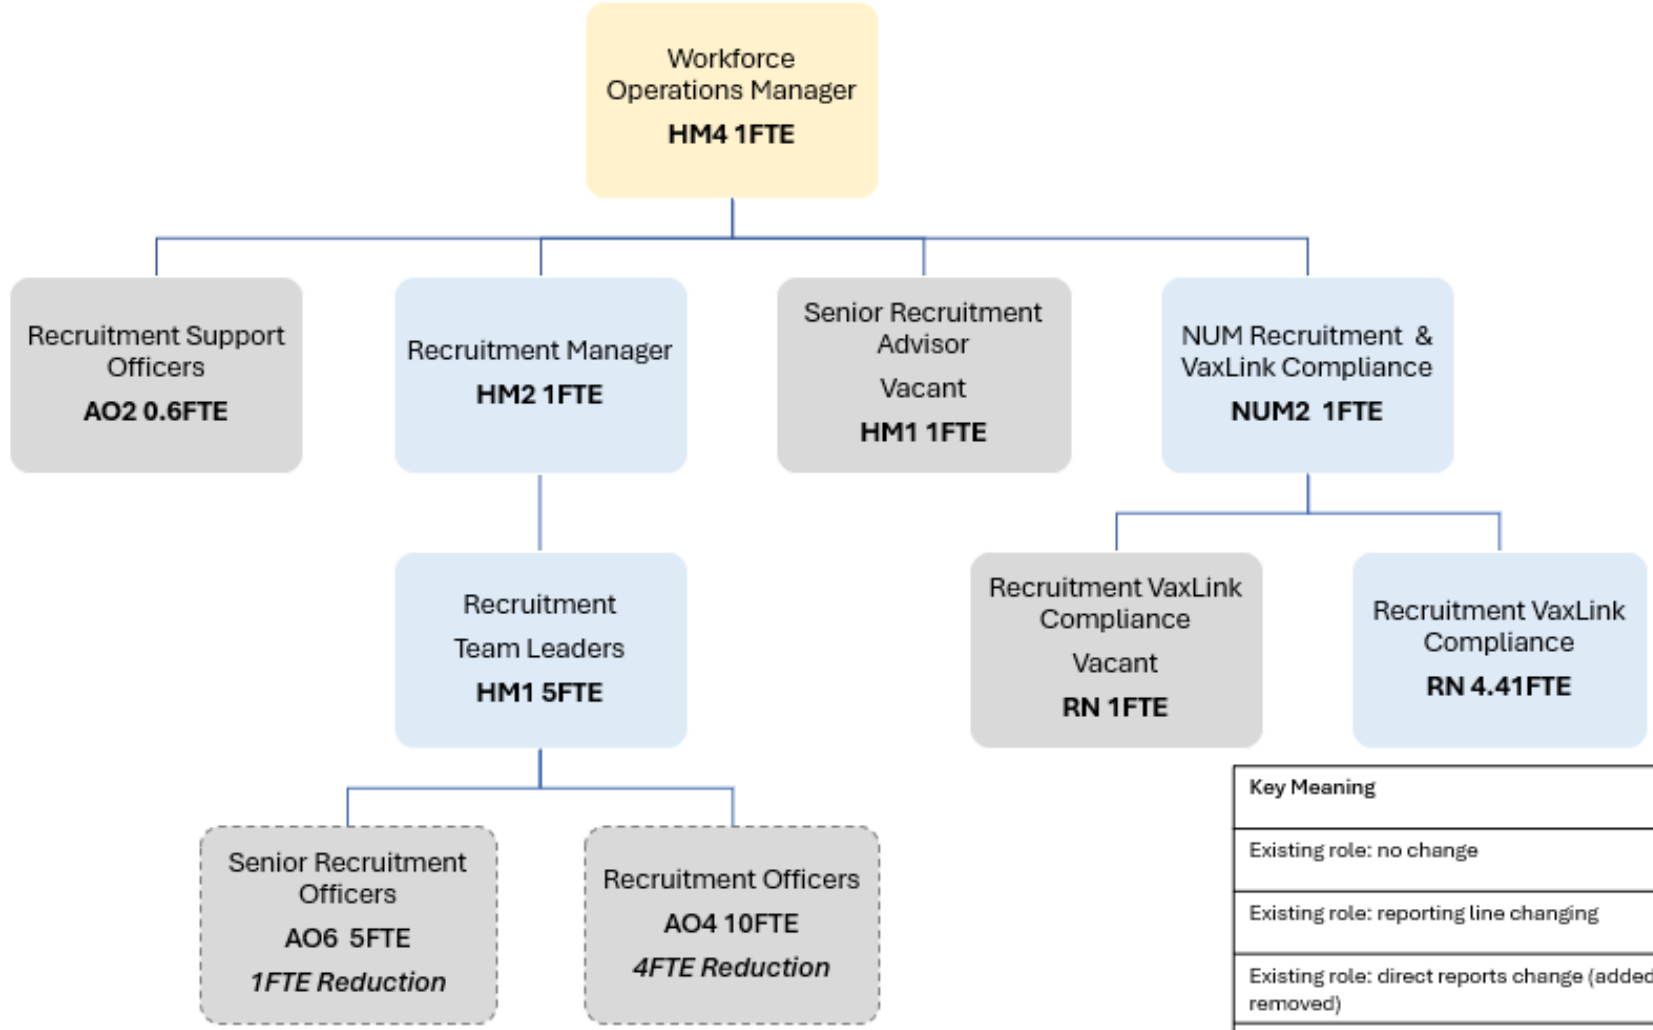 Workforce
Operations Manager
HM4 1FTE
Recruitment Support
Officers
AO2 0.6FTE
Recruitment Manager
HM2 1FTE
Senior Recruitment
Advisor
Vacant
HM1 1FTE
NUM Recruitment &
VaxLink Compliance
NUM2 1FTE
Recruitment
Team Leaders
HM1 5FTE
Recruitment VaxLink
Compliance
Vacant
RN 1FTE
Recruitment VaxLink
Compliance
RN 4.41FTE
Senior Recruitment
Officers
AO6 5FTE
1FTE Reduction
Recruitment Officers
AO4 10FTE
4FTE Reduction
Key Meaning
Existing role: no change
Existing role: reporting line changing
Existing role: direct reports change (added
removed)